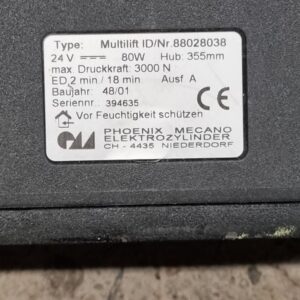 Type: Multilift ID/Nr.88028038
24 V 80W Hub: 355mm
max. Druckkraft: 3000 N
ED,2 min / 18 min. Ausf A
Baujahr: 48/01
Seriennr.: 394635
Vor Feuchtigkeit schützen
CE
PHOENIX MECANO
ELEKTROZYLINDER
CH - 4435 NIEDERDORF